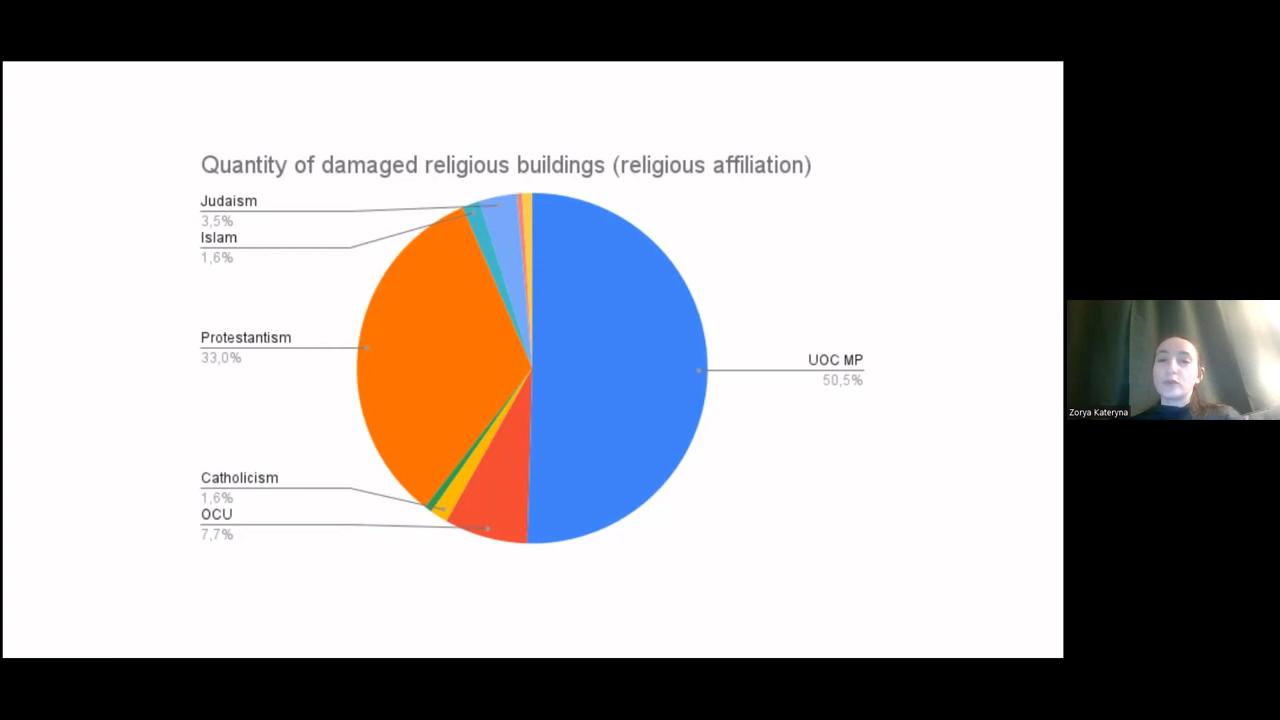 Quantity of damaged religious buildings (religious affiliation)
Judaism
3,5%
Islam
1,6%
Protestantism
33,0%
UOC MP
50,5%
Catholicism
1,6%
OCU
7,7%
Zorya Kateryna